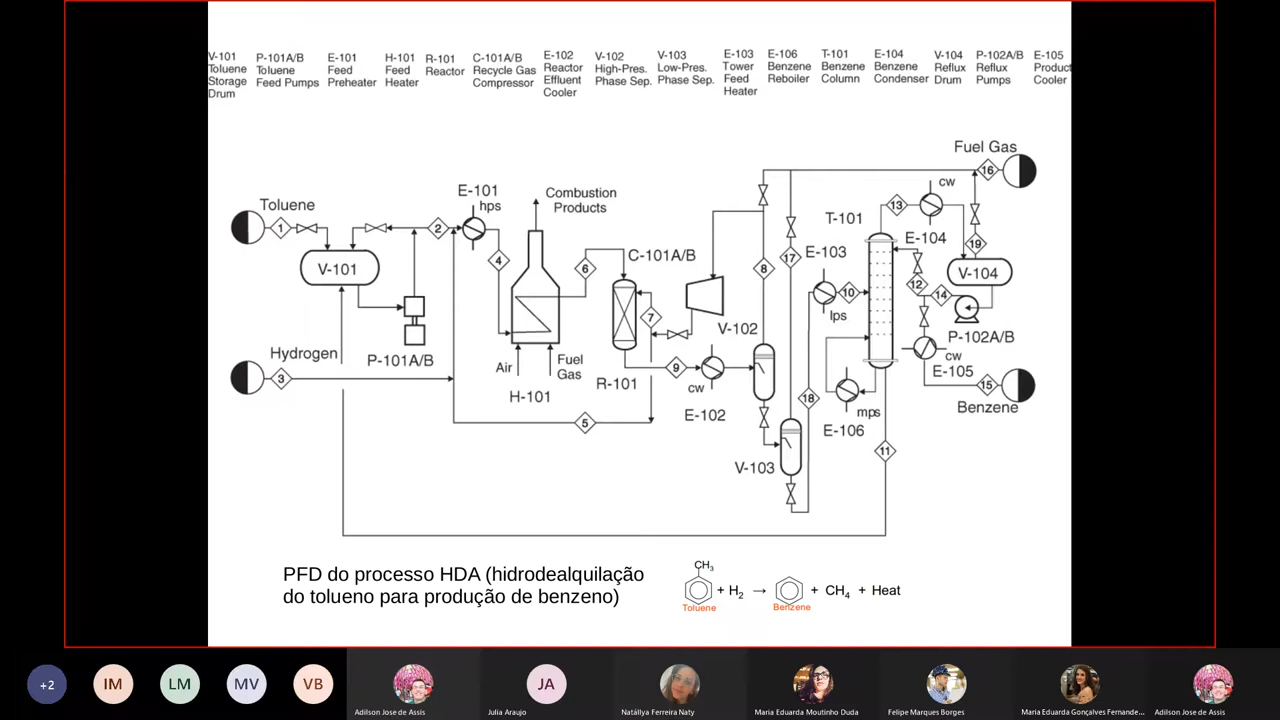 V-101
Toluene
Storage
Drum
P-101A/B
Toluene
Feed Pumps
E-101
Feed
Preheater
H-101
Feed
Heater
R-101
Reactor
C-101A/B
Recycle Gas
Compressor
E-102
Reactor
Effluent
Cooler
V-102
High-Pres.
Phase Sep.
V-103
Low-Pres.
Phase Sep.
E-103
Tower
Feed
Heater
E-106
Benzene
Reboiler
T-101
Benzene
Column
E-104
Benzene
Condenser
V-104
Reflux
Drum
P-102A/B
Reflux
Pumps
E-105
Product
Cooler
Fuel Gas
16
cw
13
E-101
hps
Combustion
Products
Toluene
1
2
T-101
E-104
19
C-101A/B
E-103
17
4
6
8
V-101
V-104
12
14
10
lps
7
V-102
P-102A/B
Hydrogen
P-101A/B
Air
Fuel
Gas
cw
E-105
3
9
R-101
cw
H-101
E-102
15
Benzene
18
mps
E-106
5
11
V-103
PFD do processo HDA (hidrodealquilação
do tolueno para produção de benzeno)
CH3
+ H2 → + CH4 + Heat
Toluene
Benzene
+2
IM
LM
MV
VB
JA
Adilson Jose de Assis
Julia Araujo
Natállya Ferreira Naty
Maria Eduarda Moutinho Duda
Felipe Marques Borges
Maria Eduarda Gonçalves Fernande...
Adilson Jose de Assis